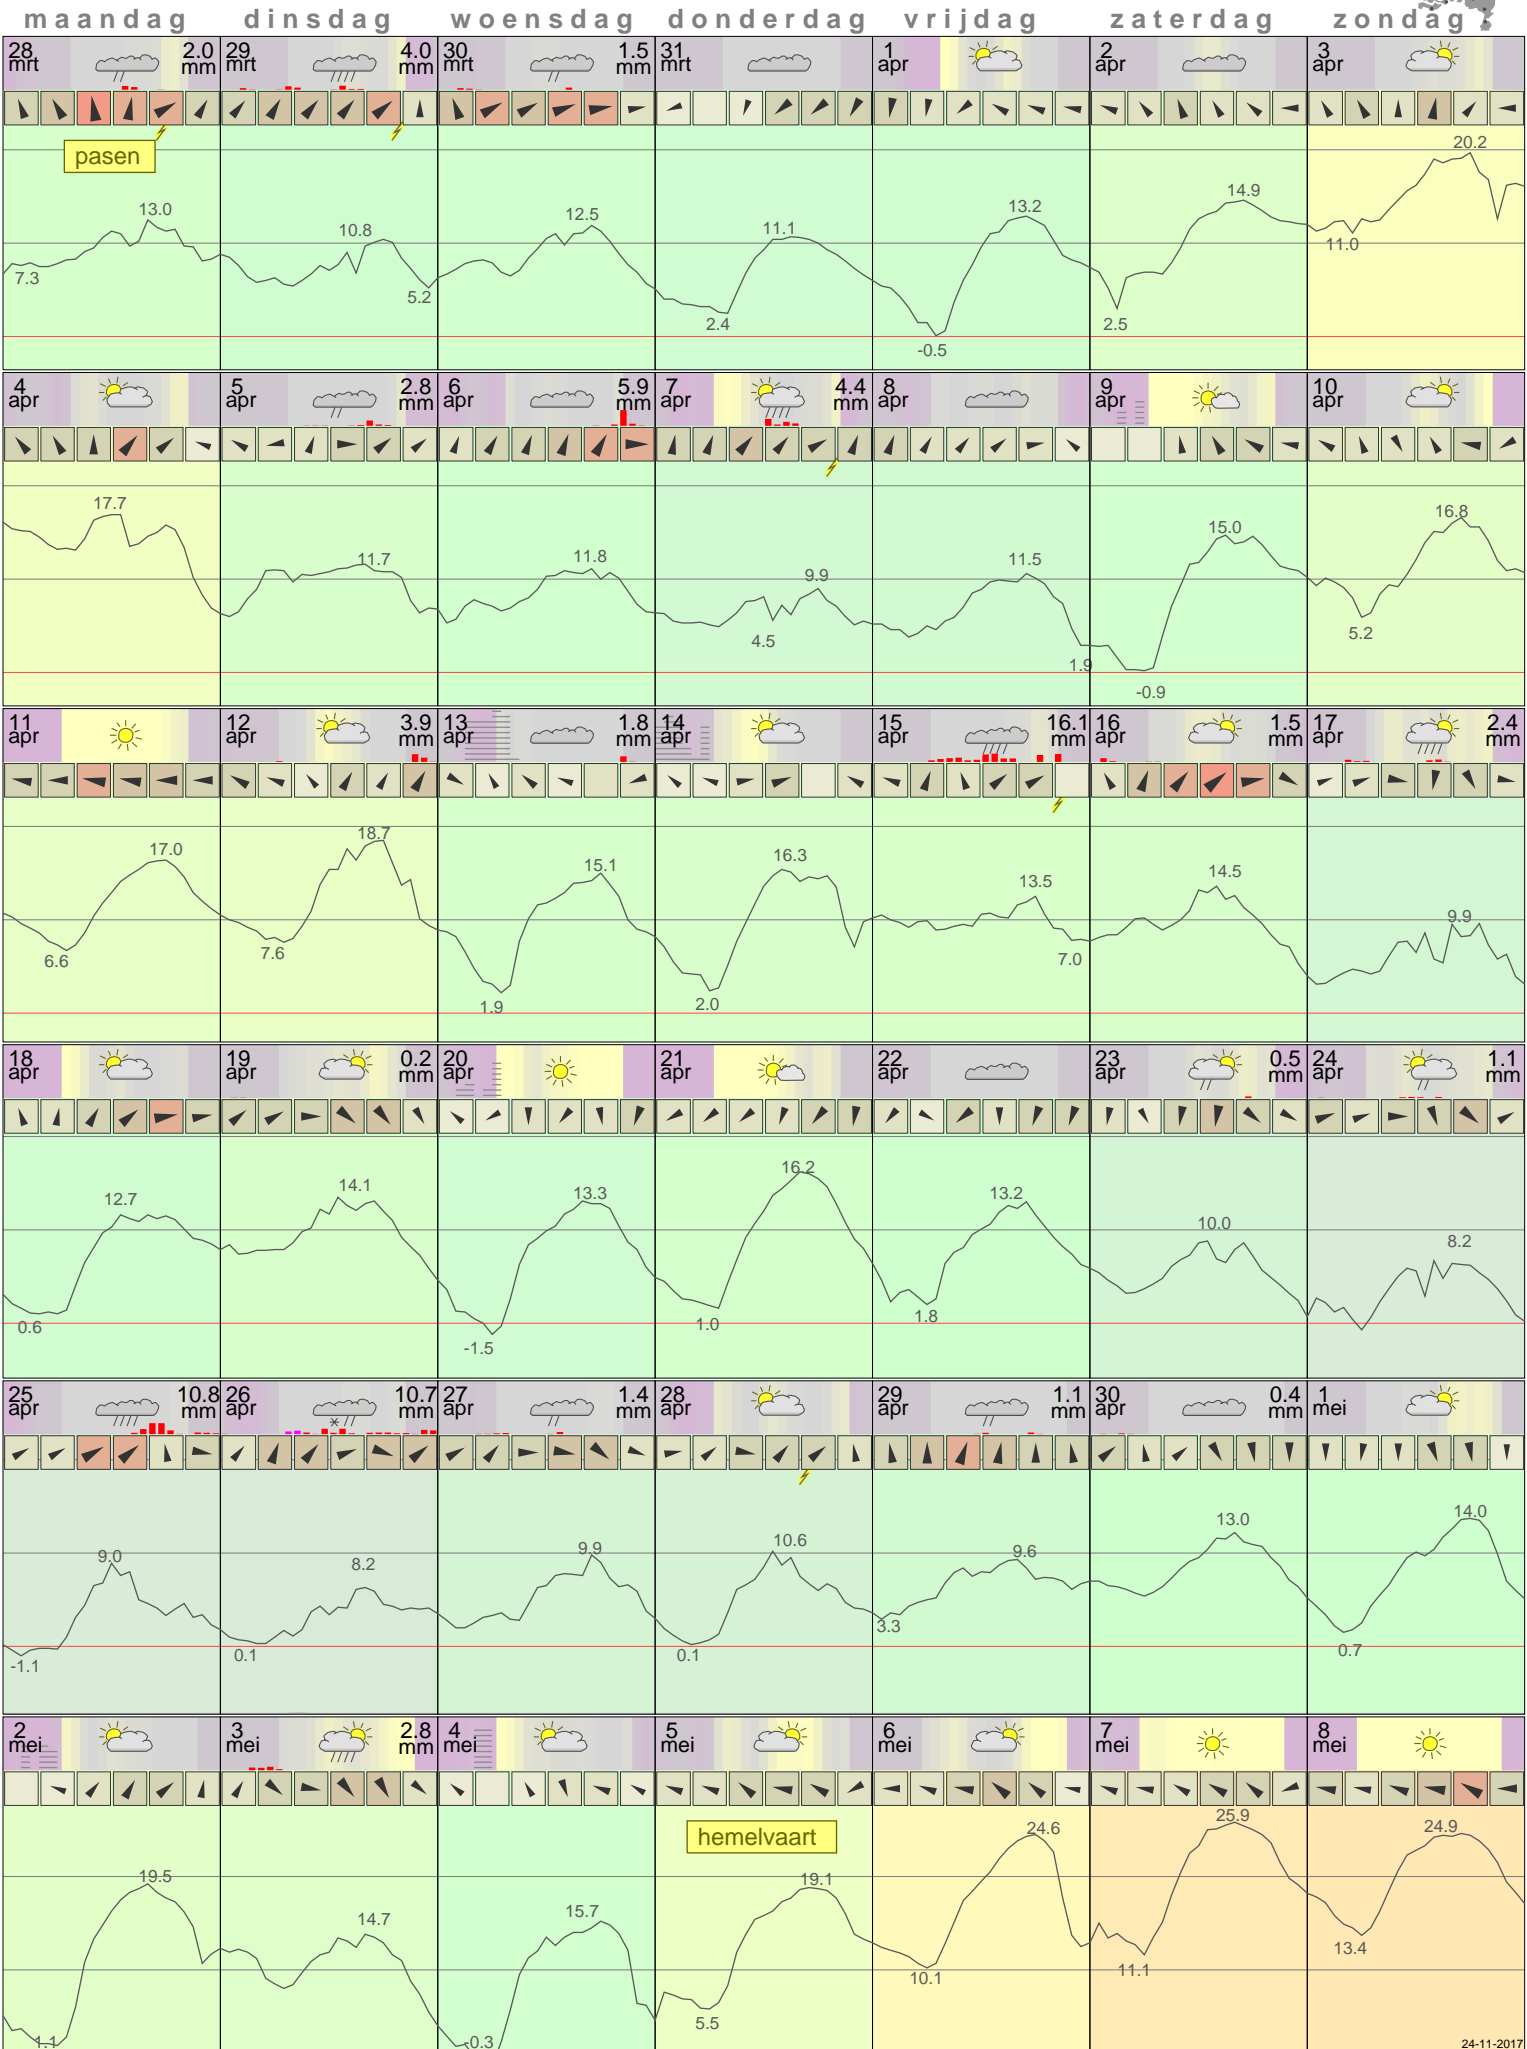 maandag dinsdag woensdag donderdag vrijdag zaterdag zondag
28 mrt 2.0 mm 29 mrt 4.0 mm 30 mrt 1.5 mm 31 mrt 1 apr 2 apr 3 apr
pasen
7.3 13.0 10.8 5.2 12.5 2.4 11.1 -0.5 13.2 2.5 14.9 11.0 20.2
4 apr 5 apr 2.8 mm 6 apr 5.9 mm 7 apr 4.4 mm 8 apr 9 apr 10 apr
17.7 11.7 11.8 4.5 9.9 11.5 1.9 -0.9 15.0 5.2 16.8
11 apr 12 apr 3.9 mm 13 apr 1.8 mm 14 apr 15 apr 16.1 mm 16 apr 1.5 mm 17 apr 2.4 mm
6.6 17.0 7.6 18.7 1.9 15.1 2.0 16.3 13.5 7.0 14.5 9.9
18 apr 19 apr 0.2 mm 20 apr 21 apr 22 apr 23 apr 0.5 mm 24 apr 1.1 mm
0.6 12.7 14.1 -1.5 13.3 1.0 16.2 1.8 13.2 10.0 8.2
25 apr 10.8 mm 26 apr 10.7 mm 27 apr 1.4 mm 28 apr 29 apr 1.1 mm 30 apr 0.4 mm 1 mei
-1.1 9.0 0.1 8.2 9.9 0.1 10.6 3.3 9.6 13.0 0.7 14.0
2 mei 3 mei 2.8 mm 4 mei 5 mei 6 mei 7 mei 8 mei
hemelvaart
19.5 14.7 -0.3 15.7 5.5 19.1 10.1 24.6 11.1 25.9 13.4 24.9
24-11-2017